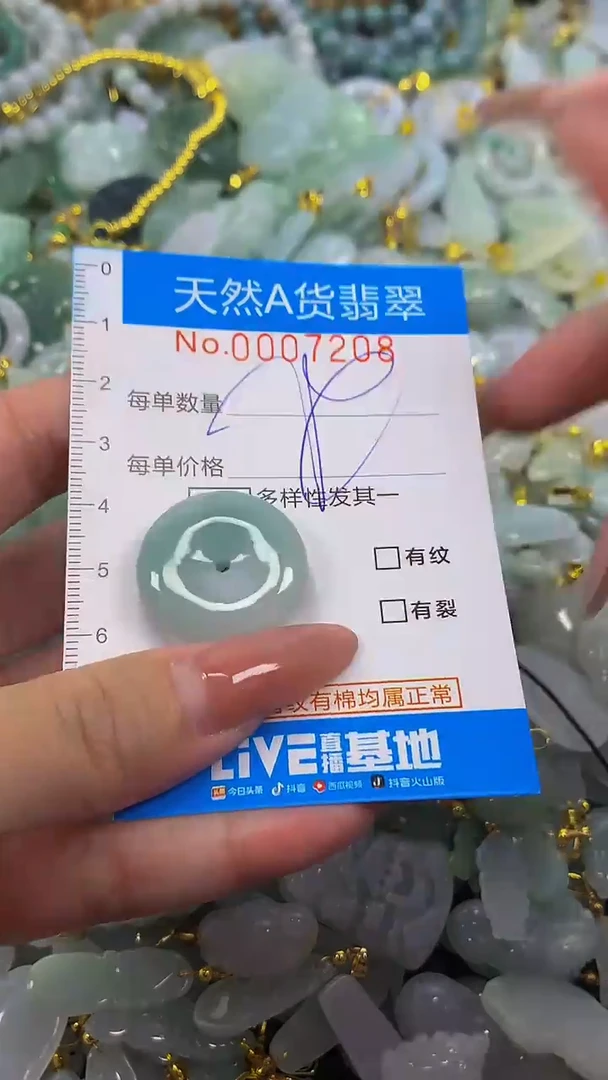 天然A货翡翠
No.0007208
每单数量
每单价格
多样性发其一
有纹
有裂
纹有棉均属正常
LiVE直播基地
今日头条 抖音 西瓜视频 抖音火山版
0
1
2
3
4
5
6